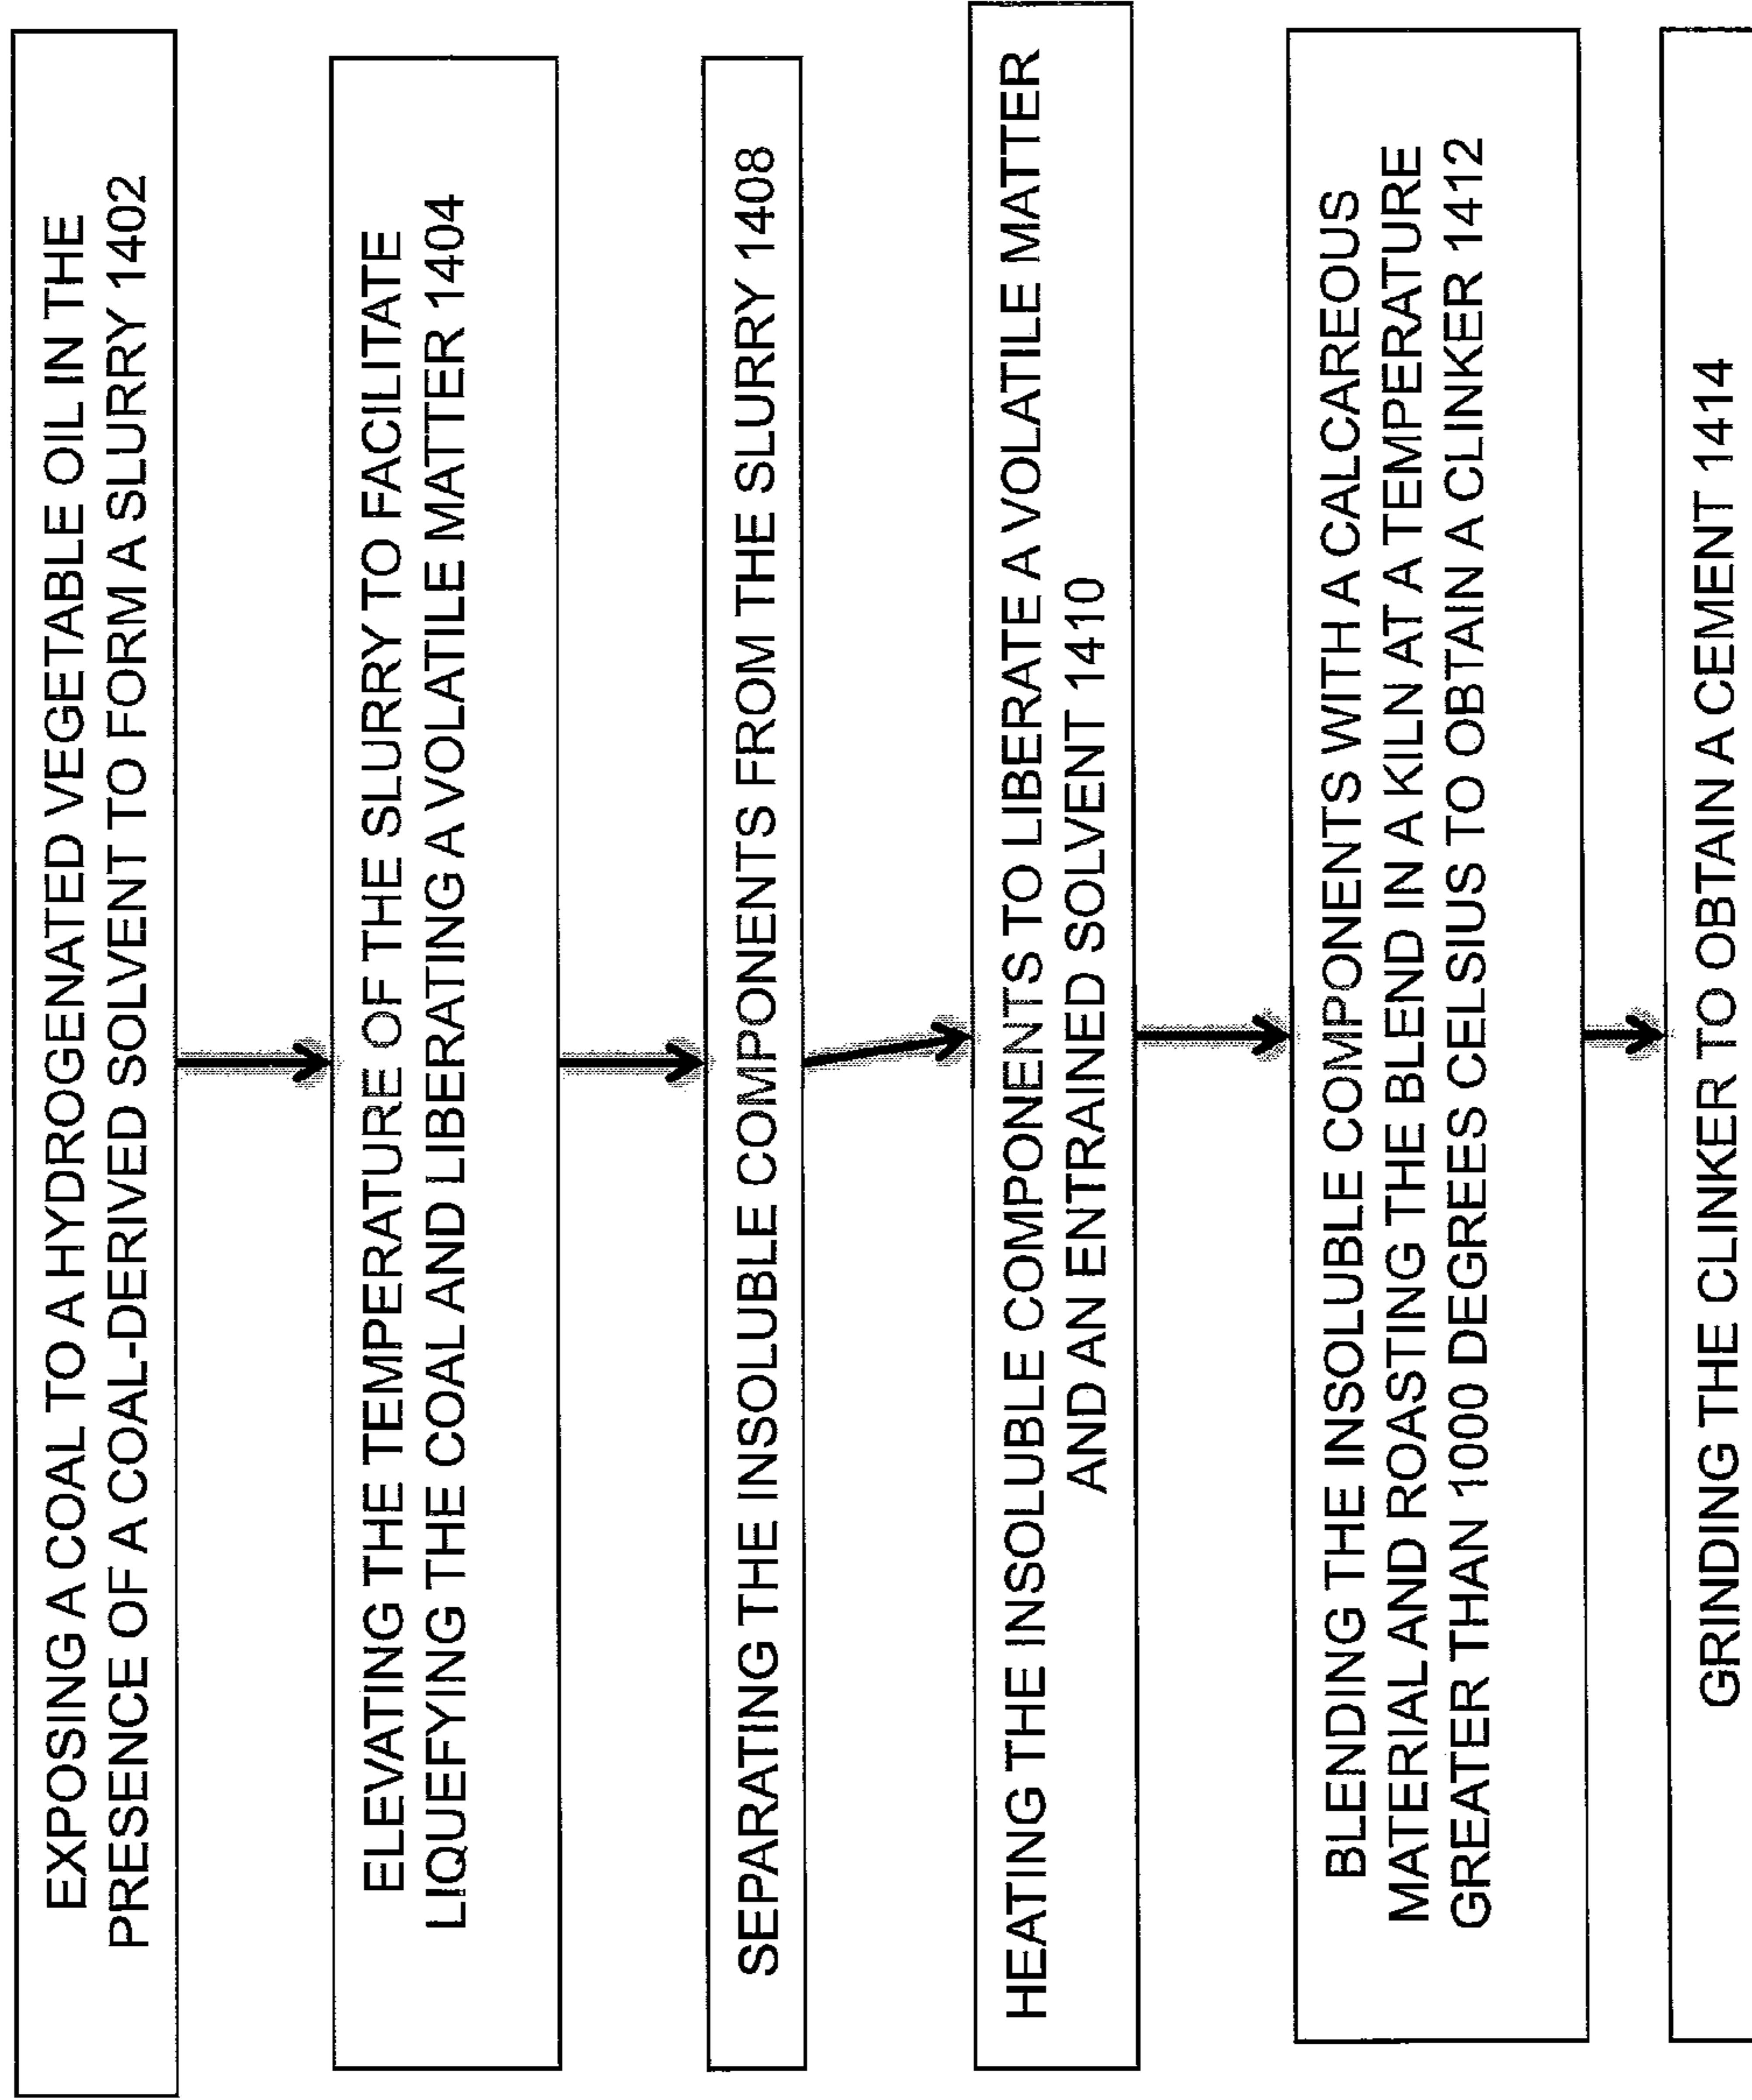 EXPOSING A COAL TO A HYDROGENATED VEGETABLE OIL IN THE
PRESENCE OF A COAL-DERIVED SOLVENT TO FORM A SLURRY 1402
ELEVATING THE TEMPERATURE OF THE SLURRY TO FACILITATE
LIQUEFYING THE COAL AND LIBERATING A VOLATILE MATTER 1404
SEPARATING THE INSOLUBLE COMPONENTS FROM THE SLURRY 1408
HEATING THE INSOLUBLE COMPONENTS TO LIBERATE A VOLATILE MATTER
AND AN ENTRAINED SOLVENT 1410
BLENDING THE INSOLUBLE COMPONENTS WITH A CALCAREOUS
MATERIAL AND ROASTING THE BLEND IN A KILN AT A TEMPERATURE
GREATER THAN 1000 DEGREES CELSIUS TO OBTAIN A CLINKER 1412
GRINDING THE CLINKER TO OBTAIN A CEMENT 1414